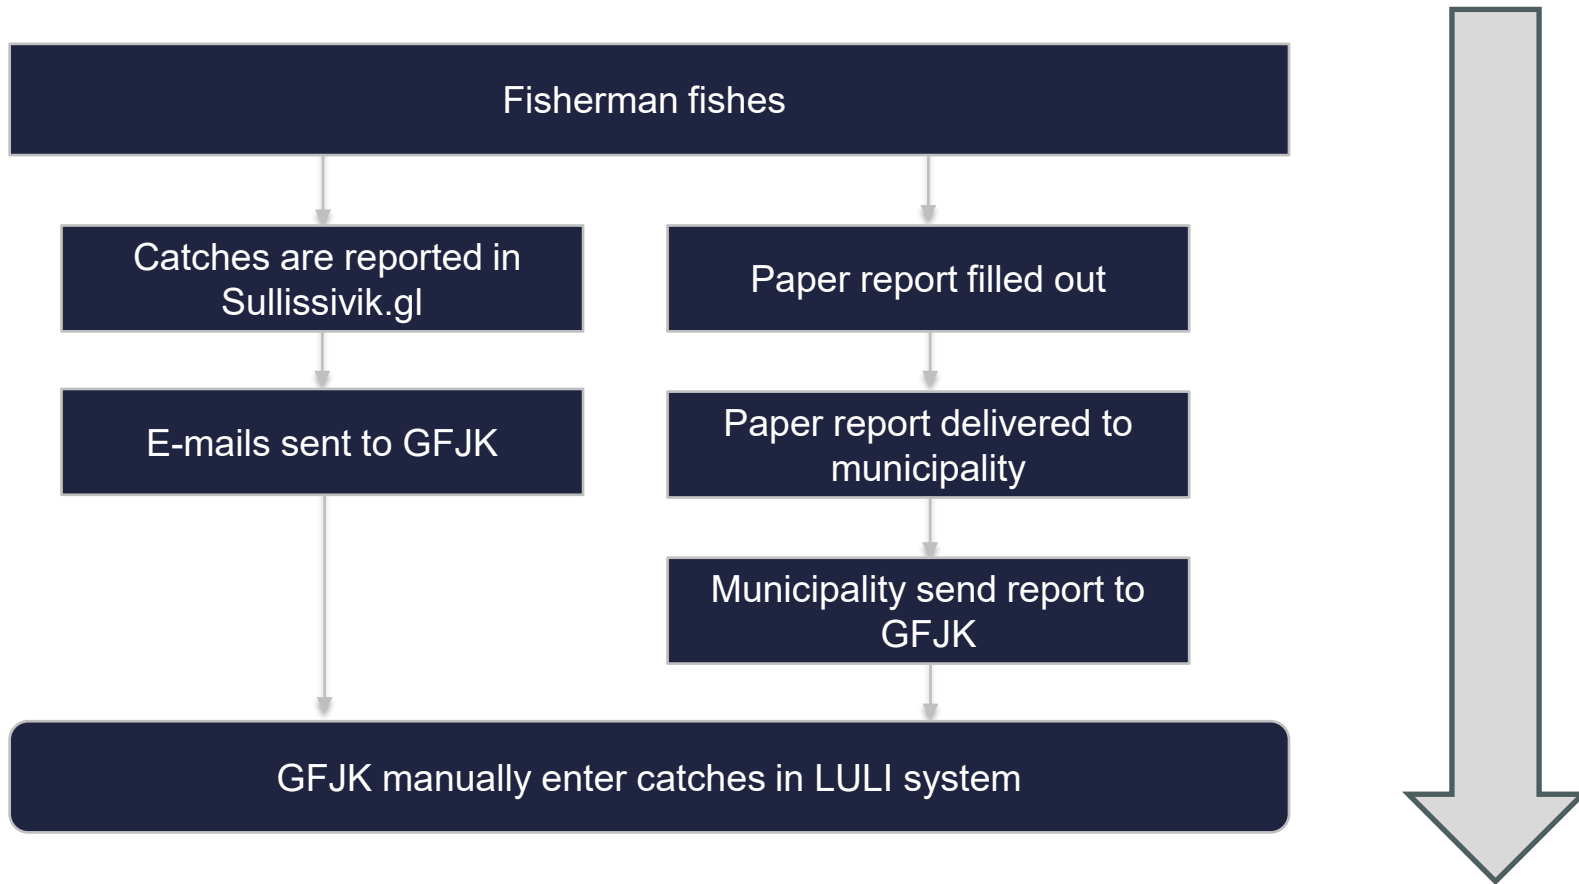 Fisherman fishes
Catches are reported in
Sullissivik.gl
Paper report filled out
E-mails sent to GFJK
Paper report delivered to
municipality
Municipality send report to
GFJK
GFJK manually enter catches in LULI system